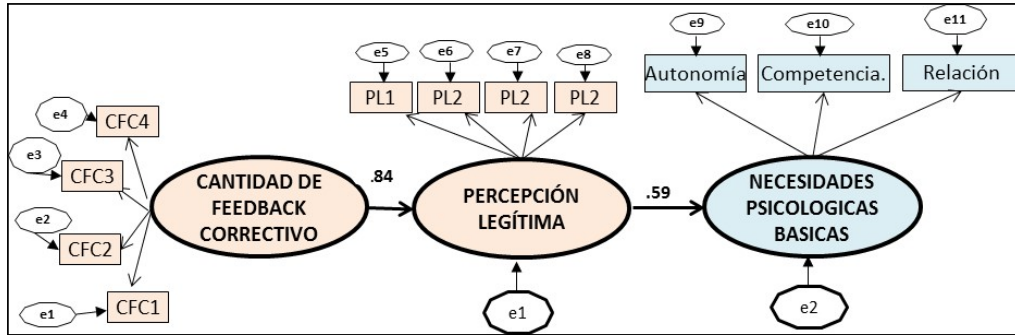 e9
e10
e11
e5
e6
e7
e8
Autonomía
Competencia.
Relación
PL1
PL2
PL2
PL2
e4
CFC4
e3
CFC3
e2
CFC2
e1
CFC1
CANTIDAD DE
FEEDBACK
CORRECTIVO
.84
PERCEPCIÓN
LEGÍTIMA
.59
NECESIDADES
PSICOLOGICAS
BASICAS
e1
e2